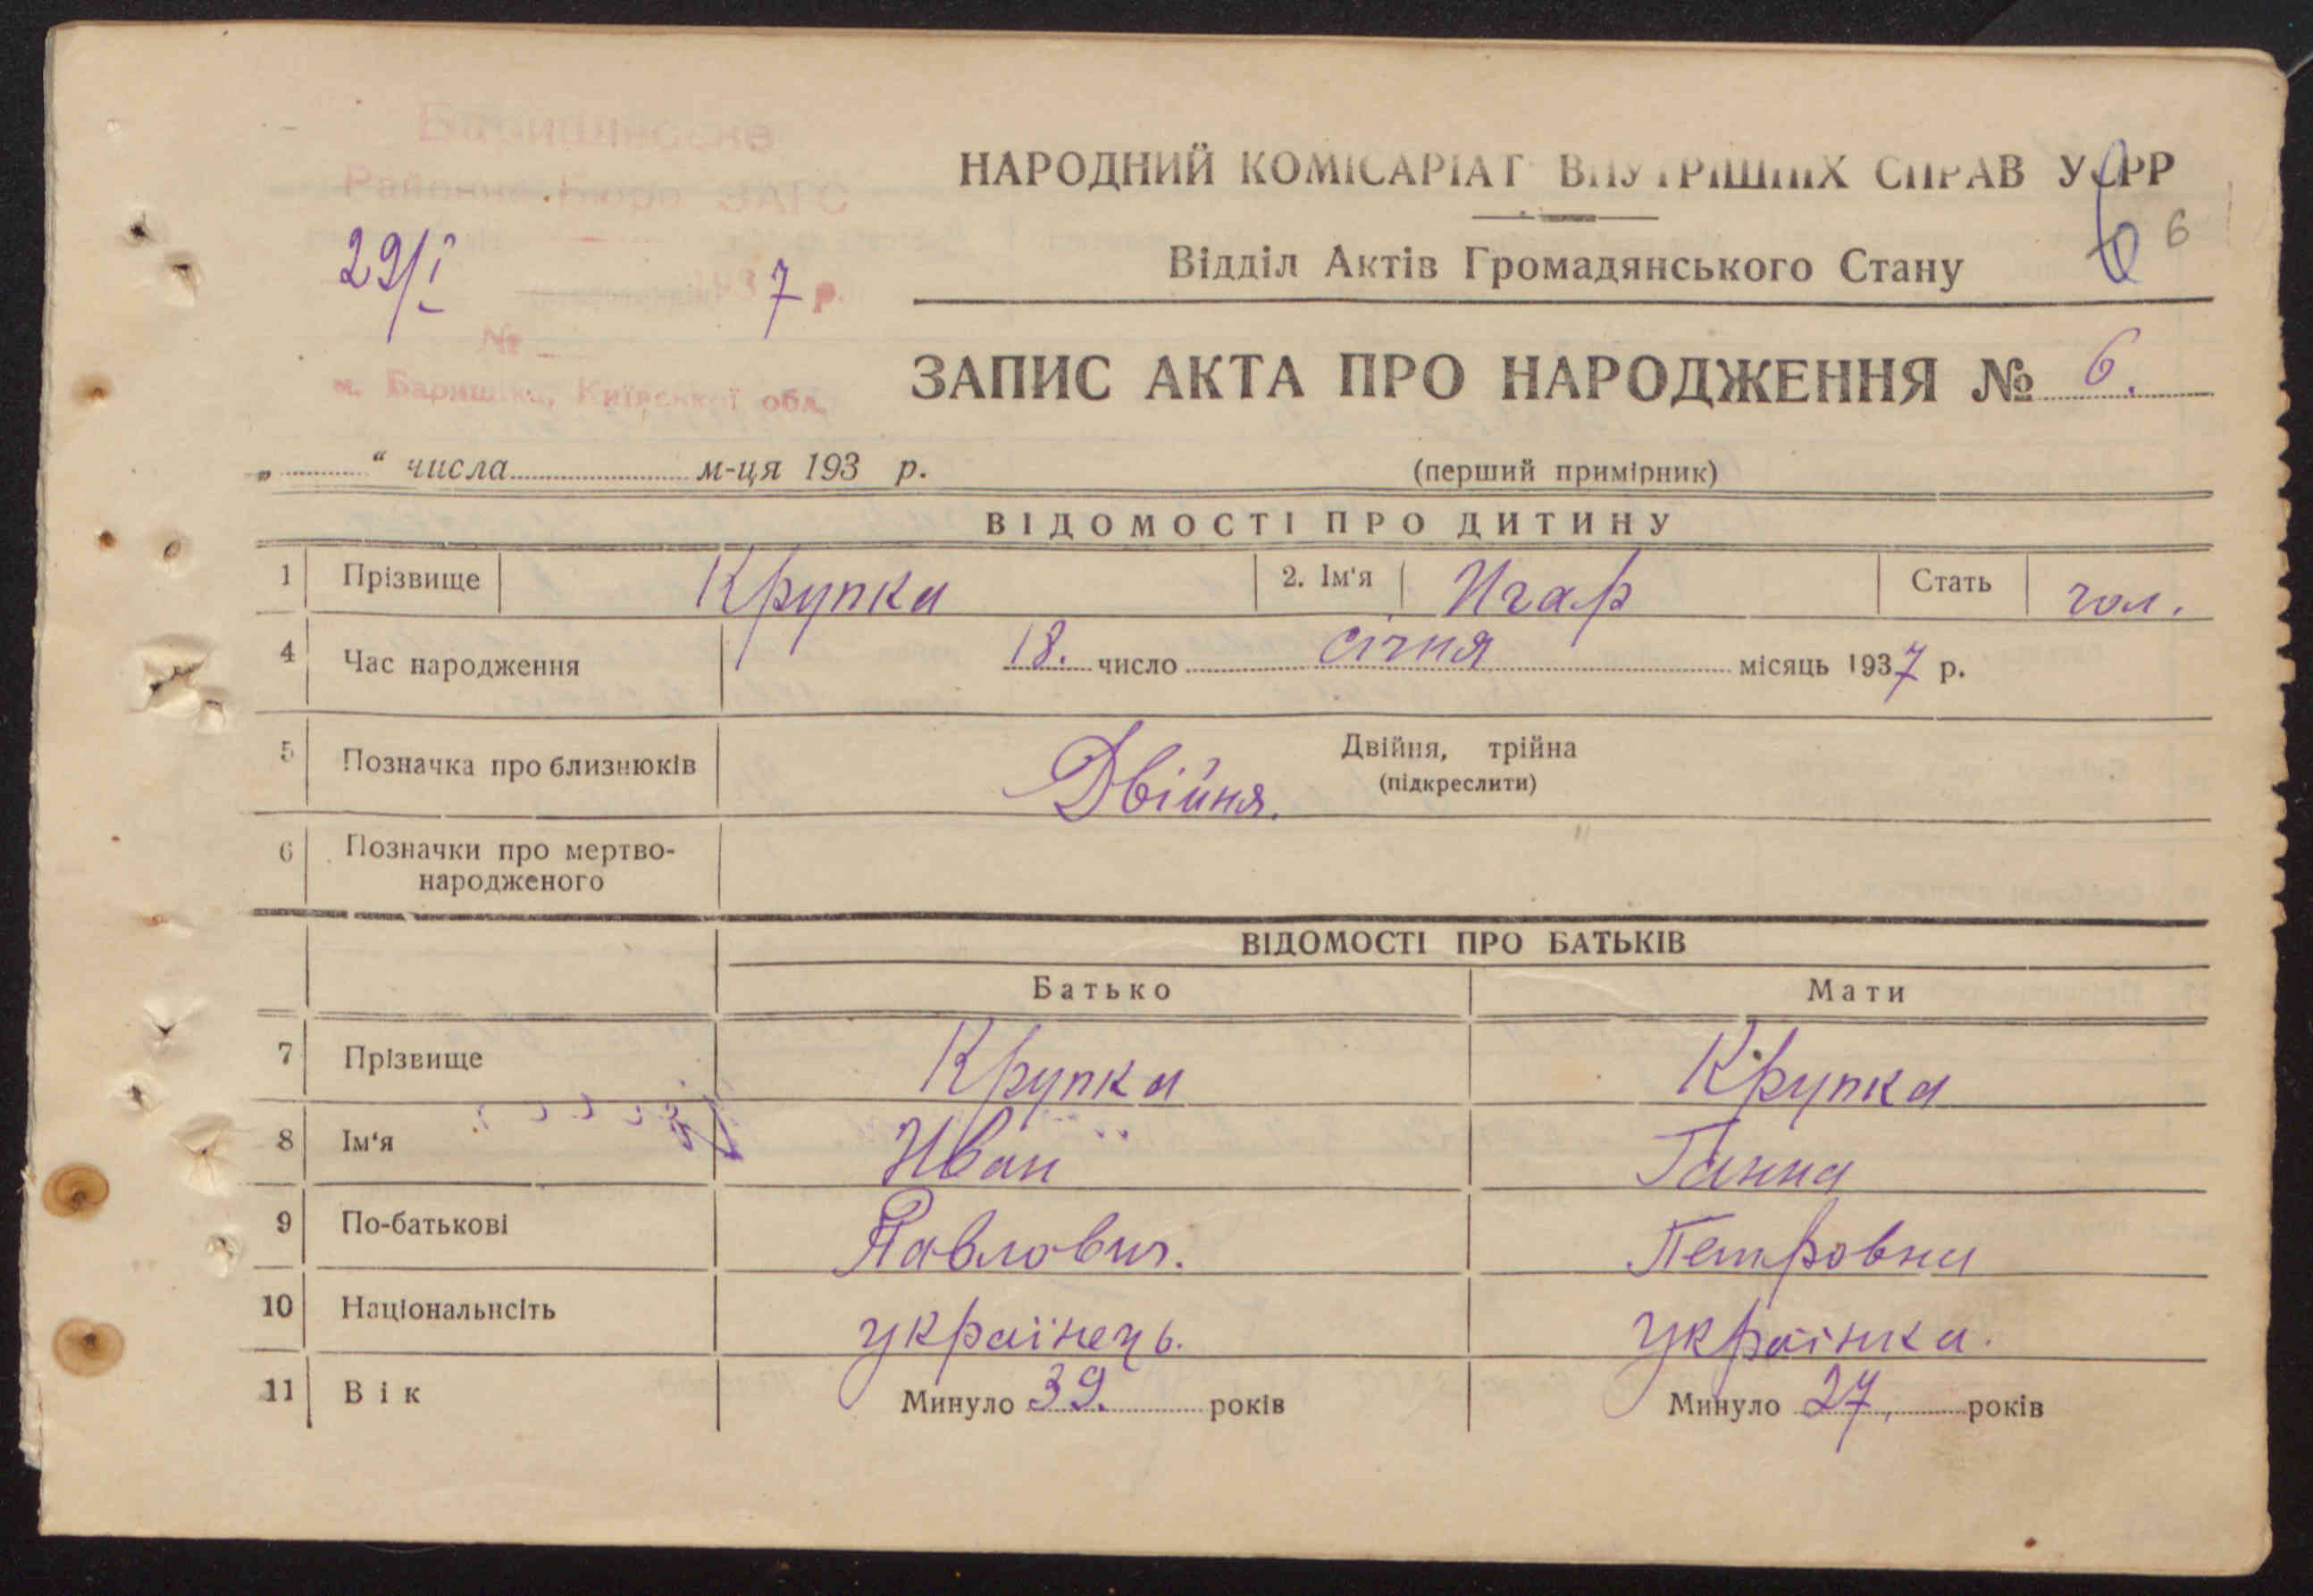 Баришівське
Районне Бюро ЗАГС
29/I 1937 р.
№
м. Баришівка, Київської обл.
НАРОДНИЙ КОМІСАРІАТ ВНУТРІШНІХ СПРАВ УСРР
6 6
Відділ Актів Громадянського Стану
ЗАПИС АКТА ПРО НАРОДЖЕННЯ № 6.
„ “ числа м-ця 193 р.
(перший примірник)
ВІДОМОСТІ ПРО ДИТИНУ
1 Прізвище Крупка 2. Ім‘я Игар Стать чол.
4 Час народження 18. число січня місяць 1937 р.
5 Позначка про близнюків Двійня. Двійня, трійна
(підкреслити)
6 Позначки про мертво-
народженого
ВІДОМОСТІ ПРО БАТЬКІВ
Батько Мати
7 Прізвище Крупка Крупка
8 Ім‘я Иван Ганна
9 По-батькові Павлович. Петровни
10 Національнсіть українець. українка.
11 Вік Минуло 39. років Минуло 27, років